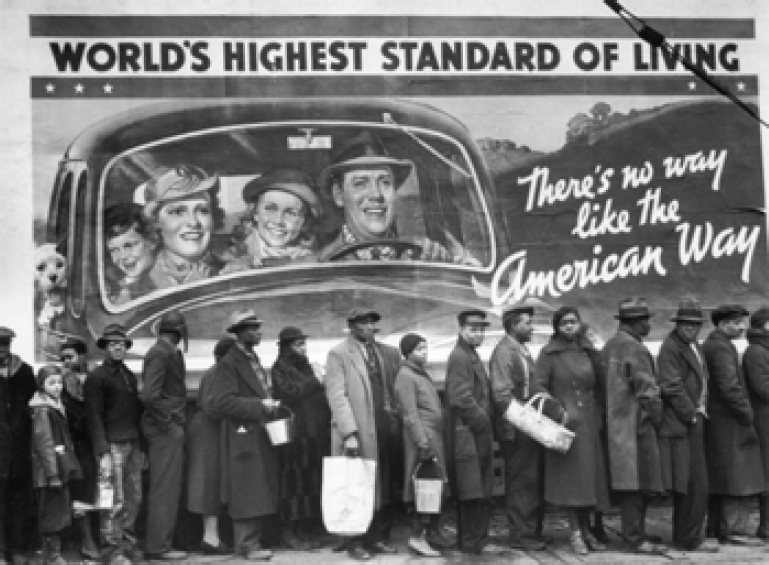 WORLD'S HIGHEST STANDARD OF LIVING
There's no way
like the
American Way